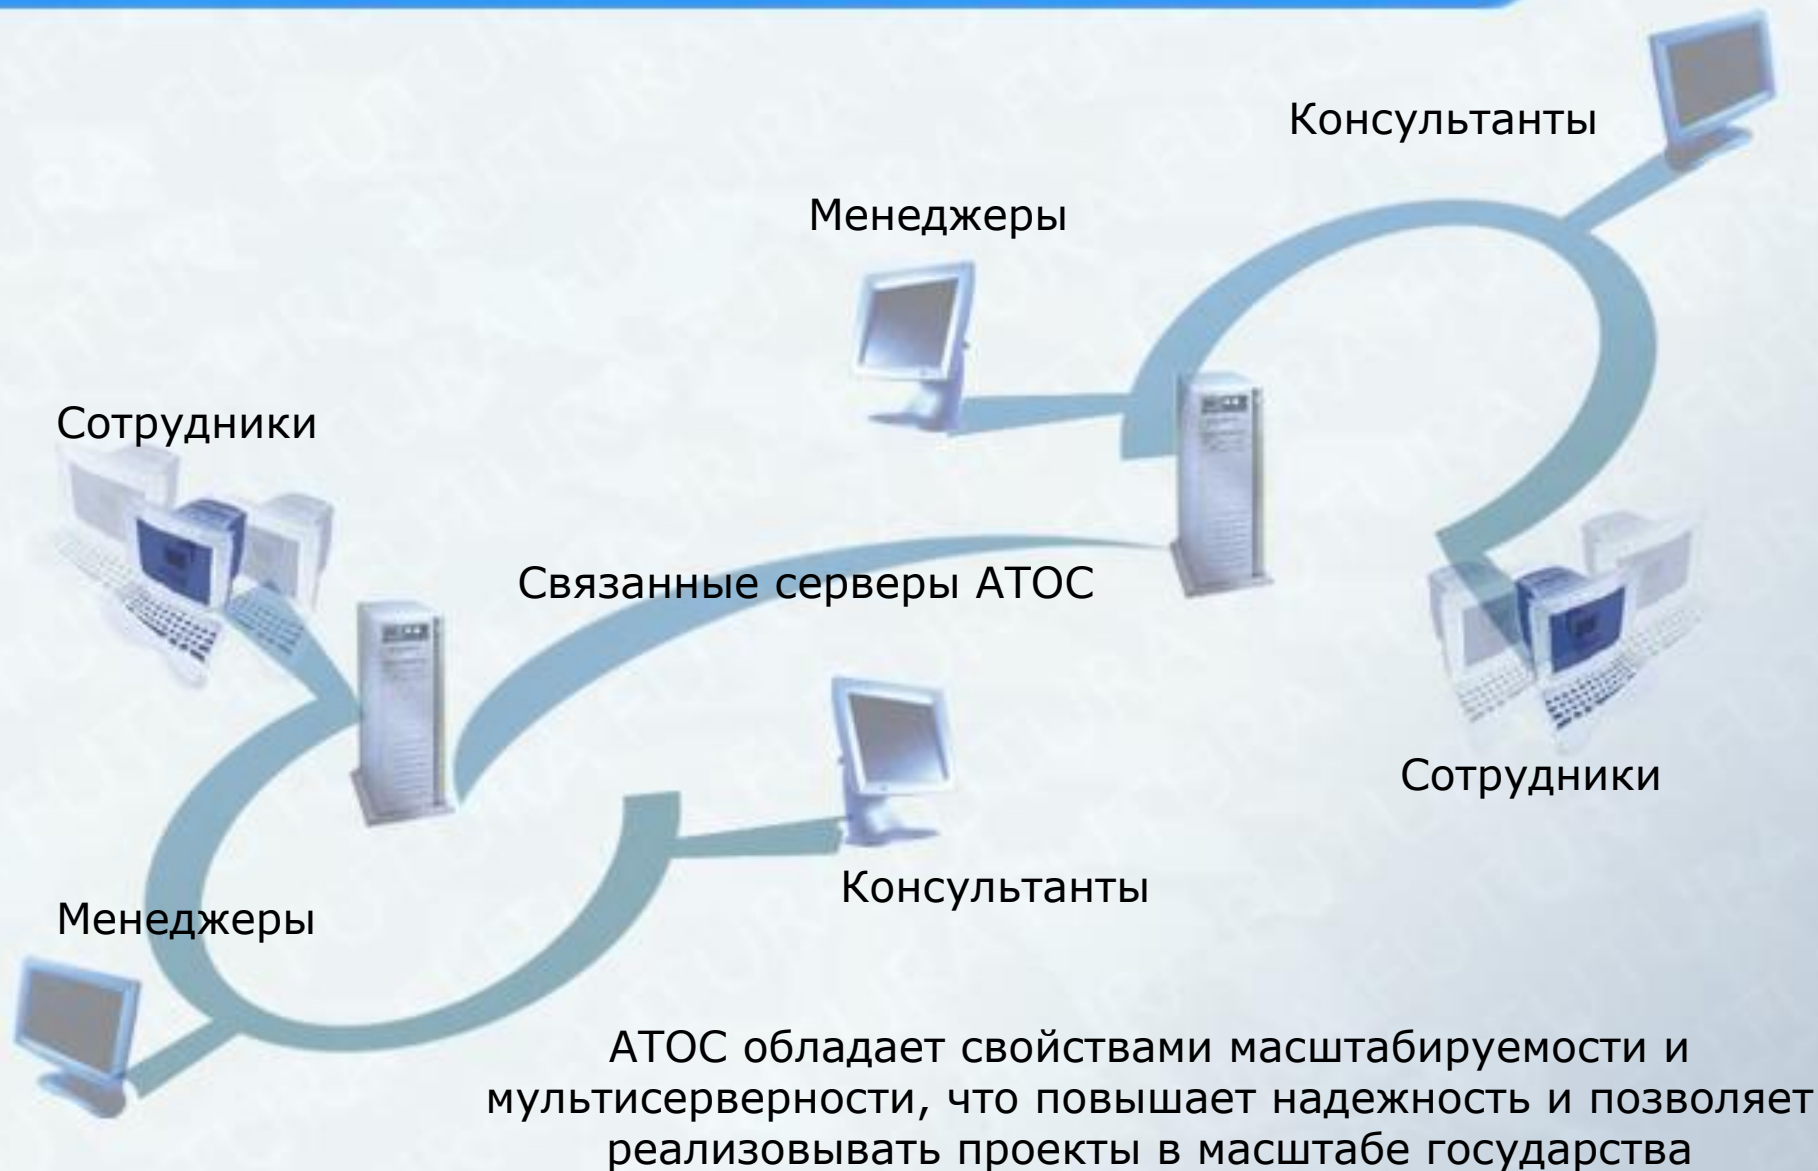 Консультанты
Менеджеры
Сотрудники
Связанные серверы АТОС
Сотрудники
Консультанты
Менеджеры
АТОС обладает свойствами масштабируемости и
мультисерверности, что повышает надежность и позволяет
реализовывать проекты в масштабе государства